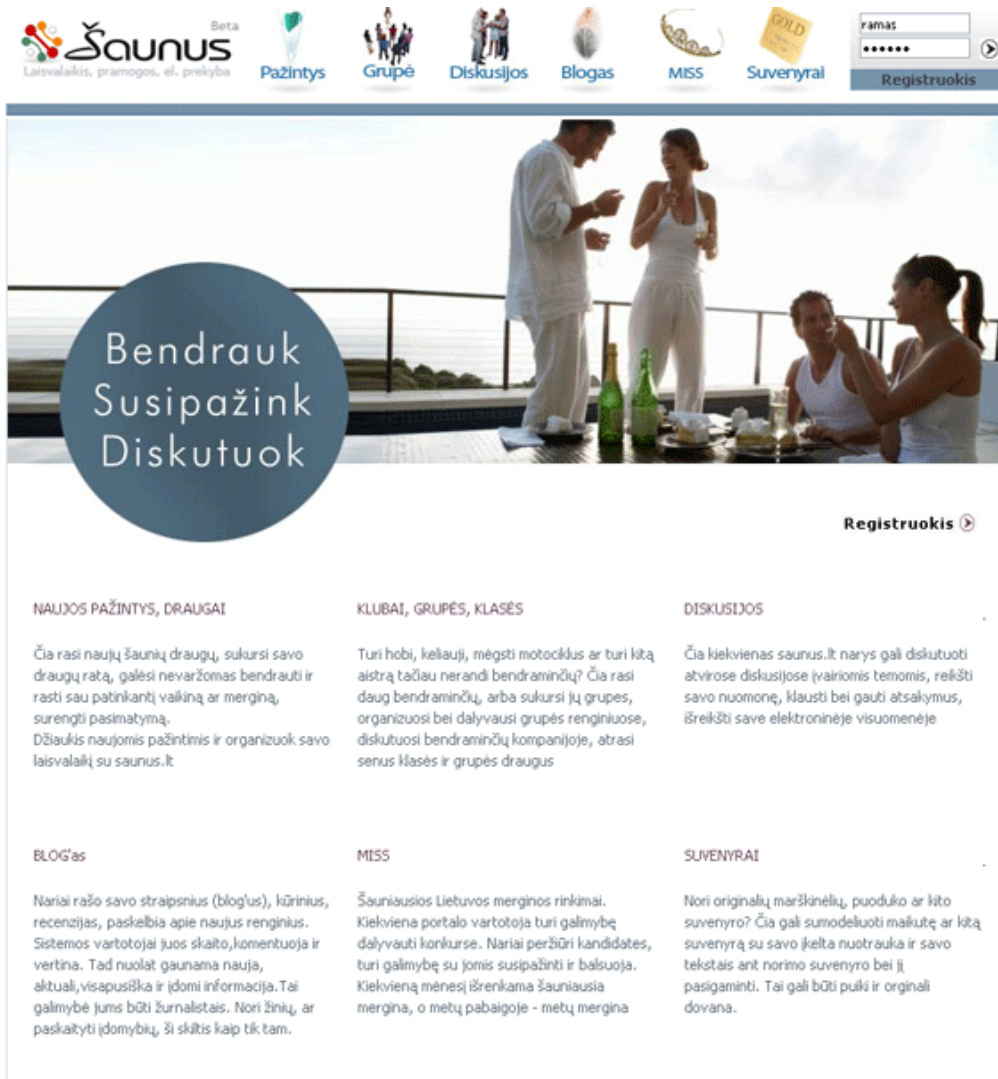 Beta
Šaunus
Laisvalaikis, pramogos, el. prekyba
Pažintys
Grupė
Diskusijos
Blogas
MISS
Suvenyrai
GOLD
ramas
••••••
Registruokis
Bendrauk
Susipažink
Diskutuok
Registruokis
NAUJOS PAŽINTYS, DRAUGAI
Čia rasi naujų šaunių draugų, sukursi savo
draugų ratą, galėsi nevaržomas bendrauti ir
rasti sau patinkantį vaikiną ar merginą,
surengti pasimatymą.
Džiaukis naujomis pažintimis ir organizuok savo
laisvalaikį su saunus.lt
KLUBAI, GRUPĖS, KLASĖS
Turi hobi, keliauji, mėgsti motociklus ar turi kitą
aistrą tačiau nerandi bendraminčių? Čia rasi
daug bendraminčių, arba sukursi jų grupes,
organizuosi bei dalyvausi grupės renginiuose,
diskutuosi bendraminčių kompanijoje, atrasi
senus klasės ir grupės draugus
DISKUSIJOS
Čia kiekvienas saunus.lt narys gali diskutuoti
atvirose diskusijose įvairiomis temomis, reikšti
savo nuomonę, klausti bei gauti atsakymus,
išreikšti save elektroninėje visuomenėje
BLOG'as
Nariai rašo savo straipsnius (blog'us), kūrinius,
recenzijas, paskelbia apie naujus renginius.
Sistemos vartotojai juos skaito,komentuoja ir
vertina. Tad nuolat gaunama nauja,
aktuali,visapusiška ir įdomi informacija.Tai
galimybė jums būti žurnalistais. Nori žinių, ar
paskaityti įdomybių, ši skiltis kaip tik tam.
MISS
Šauniausios Lietuvos merginos rinkimai.
Kiekviena portalo vartotoja turi galimybę
dalyvauti konkurse. Nariai peržiūri kandidates,
turi galimybę su jomis susipažinti ir balsuoja.
Kiekvieną mėnesį išrenkama šauniausia
mergina, o metų pabaigoje - metų mergina
SUVENYRAI
Nori originalių marškinėlių, puoduko ar kito
suvenyro? Čia gali sumodeliuoti maikutę ar kitą
suvenyrą su savo įkelta nuotrauka ir savo
tekstais ant norimo suvenyro bei jį
pasigaminti. Tai gali būti puiki ir orginali
dovana.